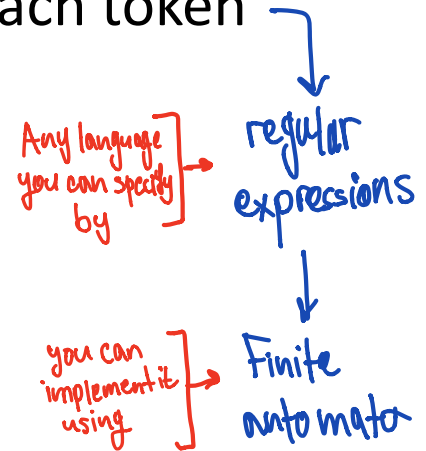 ach token
Any language
you can specify
by
regular
expressions
you can
implement it
using
Finite
automata